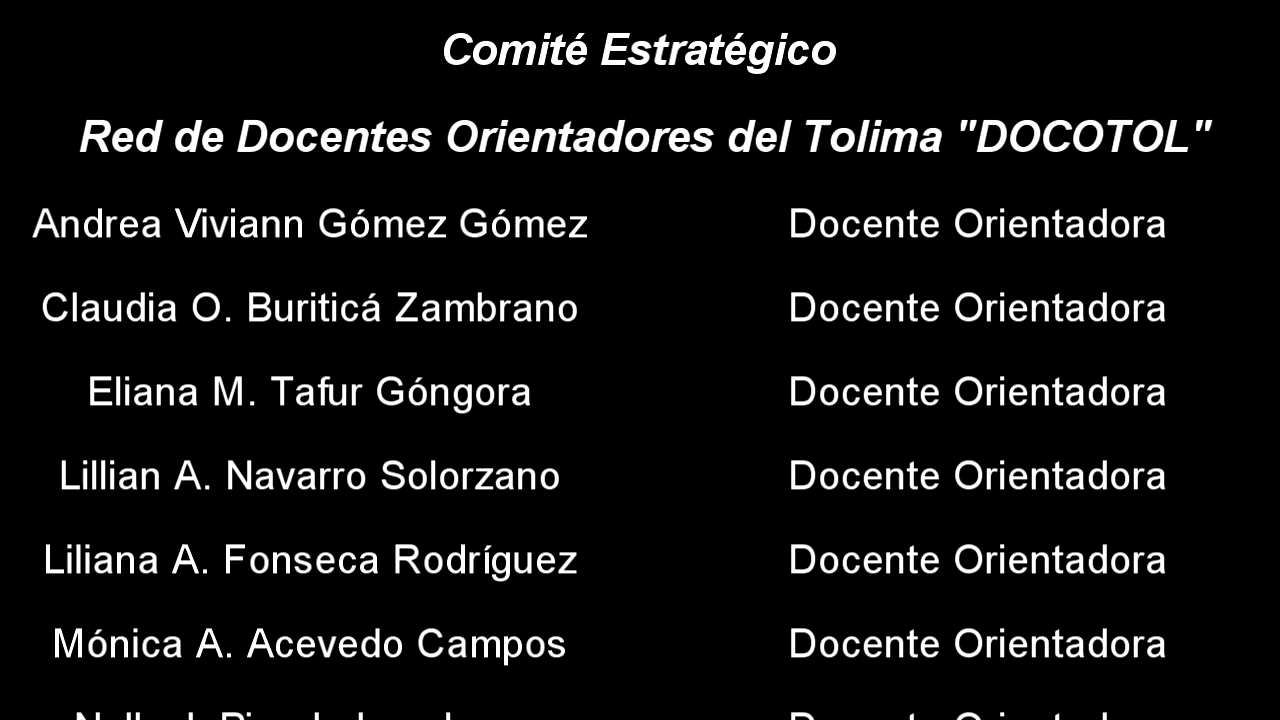 Comité Estratégico
Red de Docentes Orientadores del Tolima "DOCOTOL"
Andrea Viviann Gómez Gómez Docente Orientadora
Claudia O. Buriticá Zambrano Docente Orientadora
Eliana M. Tafur Góngora Docente Orientadora
Lillian A. Navarro Solorzano Docente Orientadora
Liliana A. Fonseca Rodríguez Docente Orientadora
Mónica A. Acevedo Campos Docente Orientadora
Docente Orientadora